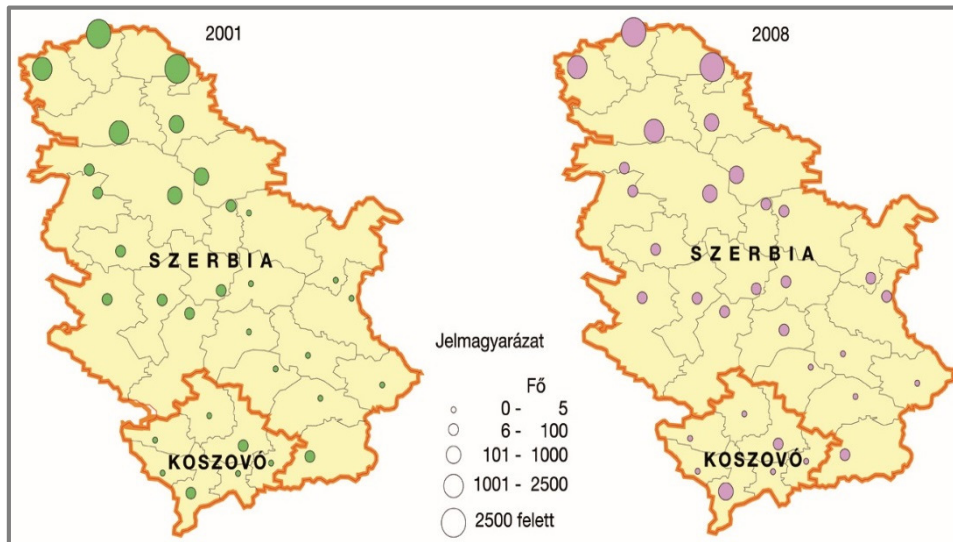 2001
2008
SZERBIA
SZERBIA
KOSZOVÓ
KOSZOVÓ
Jelmagyarázat
Fő
0 - 5
6 - 100
101 - 1000
1001 - 2500
2500 felett